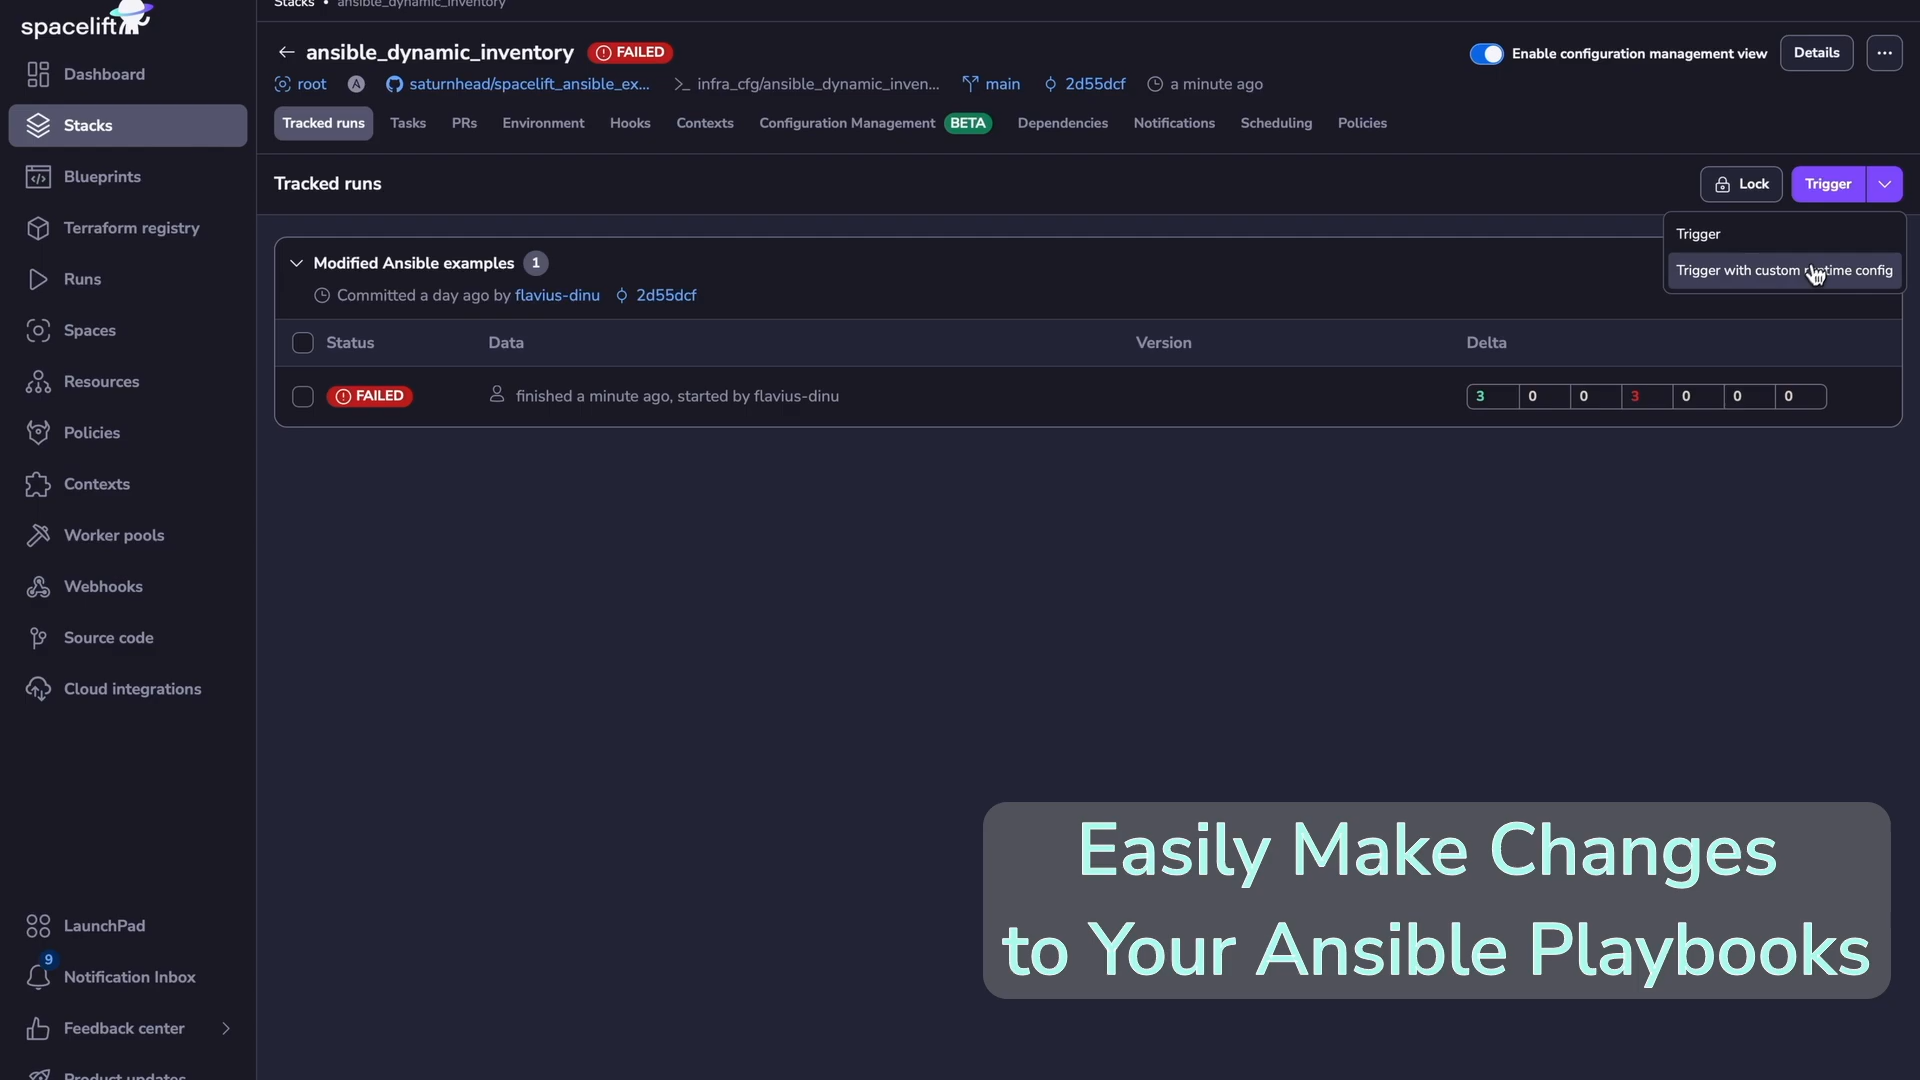 spacelift
Dashboard
Stacks
Blueprints
Terraform registry
Runs
Spaces
Resources
Policies
Contexts
Worker pools
Webhooks
Source code
Cloud integrations
LaunchPad
9
Notification Inbox
Feedback center
Product updates
Stacks • ansible_dynamic_inventory
ansible_dynamic_inventory FAILED
Enable configuration management view Details
root A saturnhead/spacelift_ansible_ex... infra_cfg/ansible_dynamic_inven... main 2d55dcf a minute ago
Tracked runs Tasks PRs Environment Hooks Contexts Configuration Management BETA Dependencies Notifications Scheduling Policies
Tracked runs
Lock Trigger
Trigger
Trigger with custom runtime config
Modified Ansible examples 1
Committed a day ago by flavius-dinu 2d55dcf
Status Data Version Delta
FAILED finished a minute ago, started by flavius-dinu 3 0 0 3 0 0 0
Easily Make Changes
to Your Ansible Playbooks